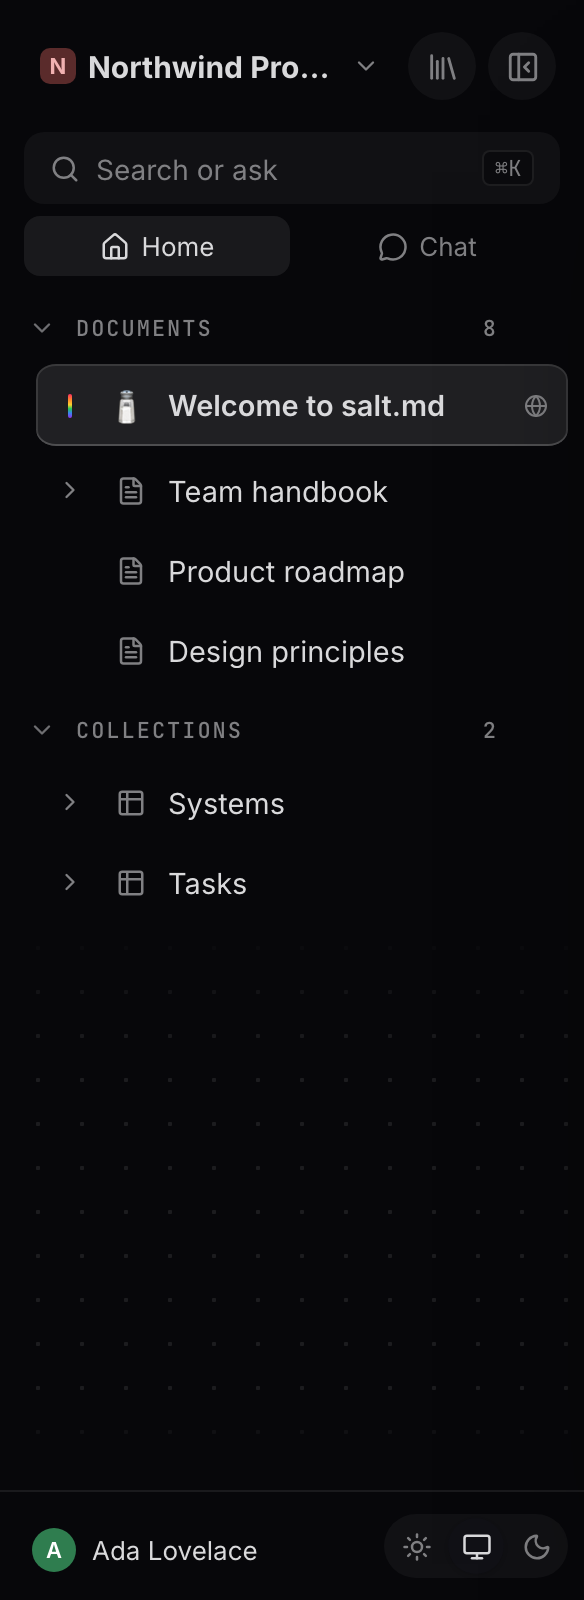 N Northwind Pro...
Search or ask ⌘K
Home Chat
DOCUMENTS 8
Welcome to salt.md
Team handbook
Product roadmap
Design principles
COLLECTIONS 2
Systems
Tasks
A Ada Lovelace